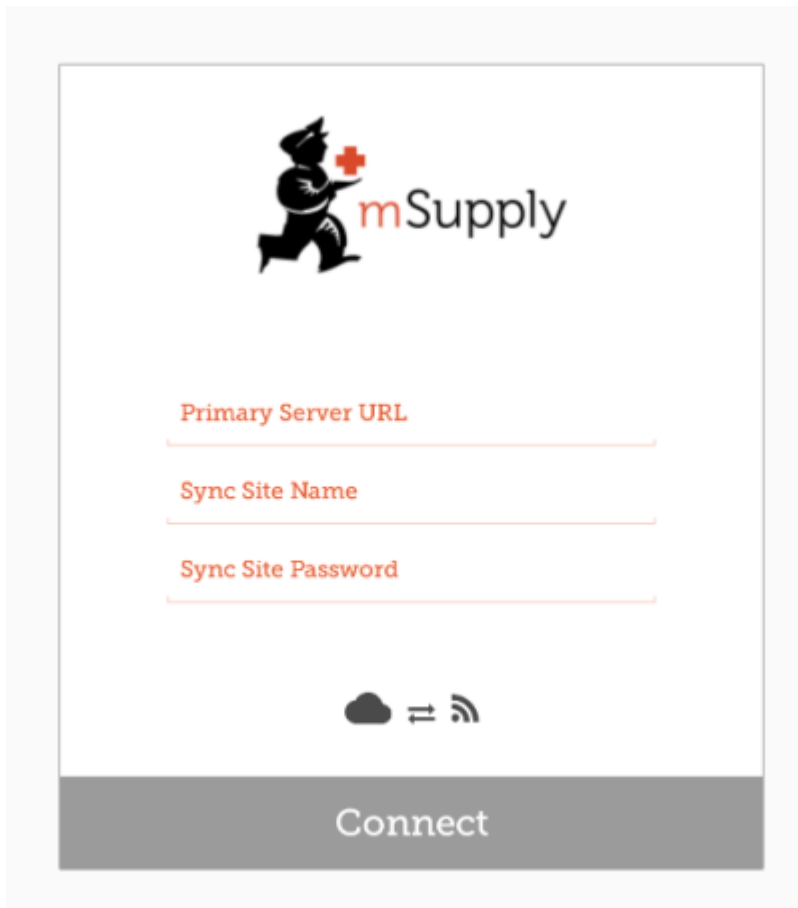 mSupply
Primary Server URL
Sync Site Name
Sync Site Password
Connect